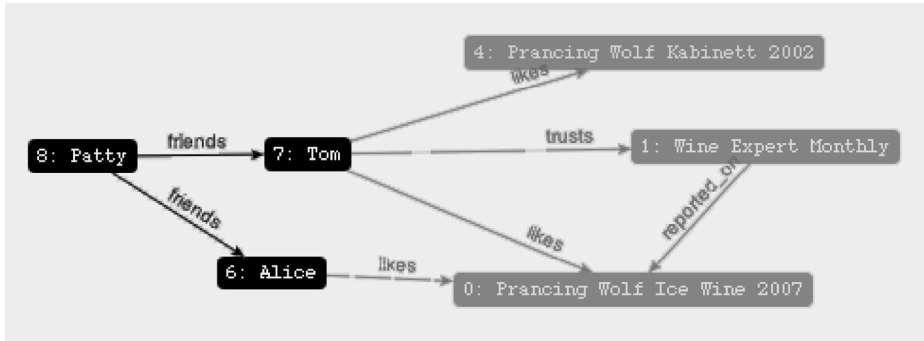 4: Prancing Wolf Kabinett 2002
likes
friends
trusts
8: Patty
7: Tom
1: Wine Expert Monthly
friends
likes
reported_on
6: Alice
likes
0: Prancing Wolf Ice Wine 2007